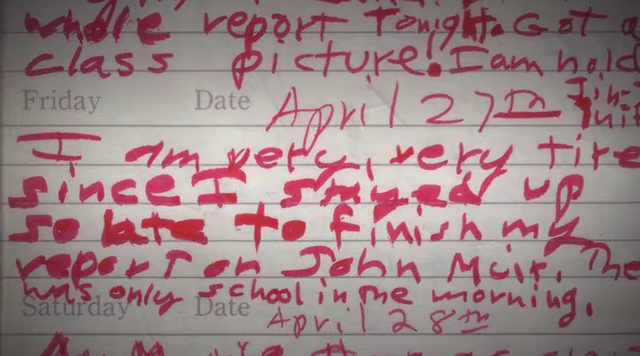 whole report tonight. Got a
class picture! I am hold
Friday Date April 27th
I am very, very tire
since I stayed up
so late to finish my
report on John Muir. The
was only school in the morning.
Saturday Date April 28th